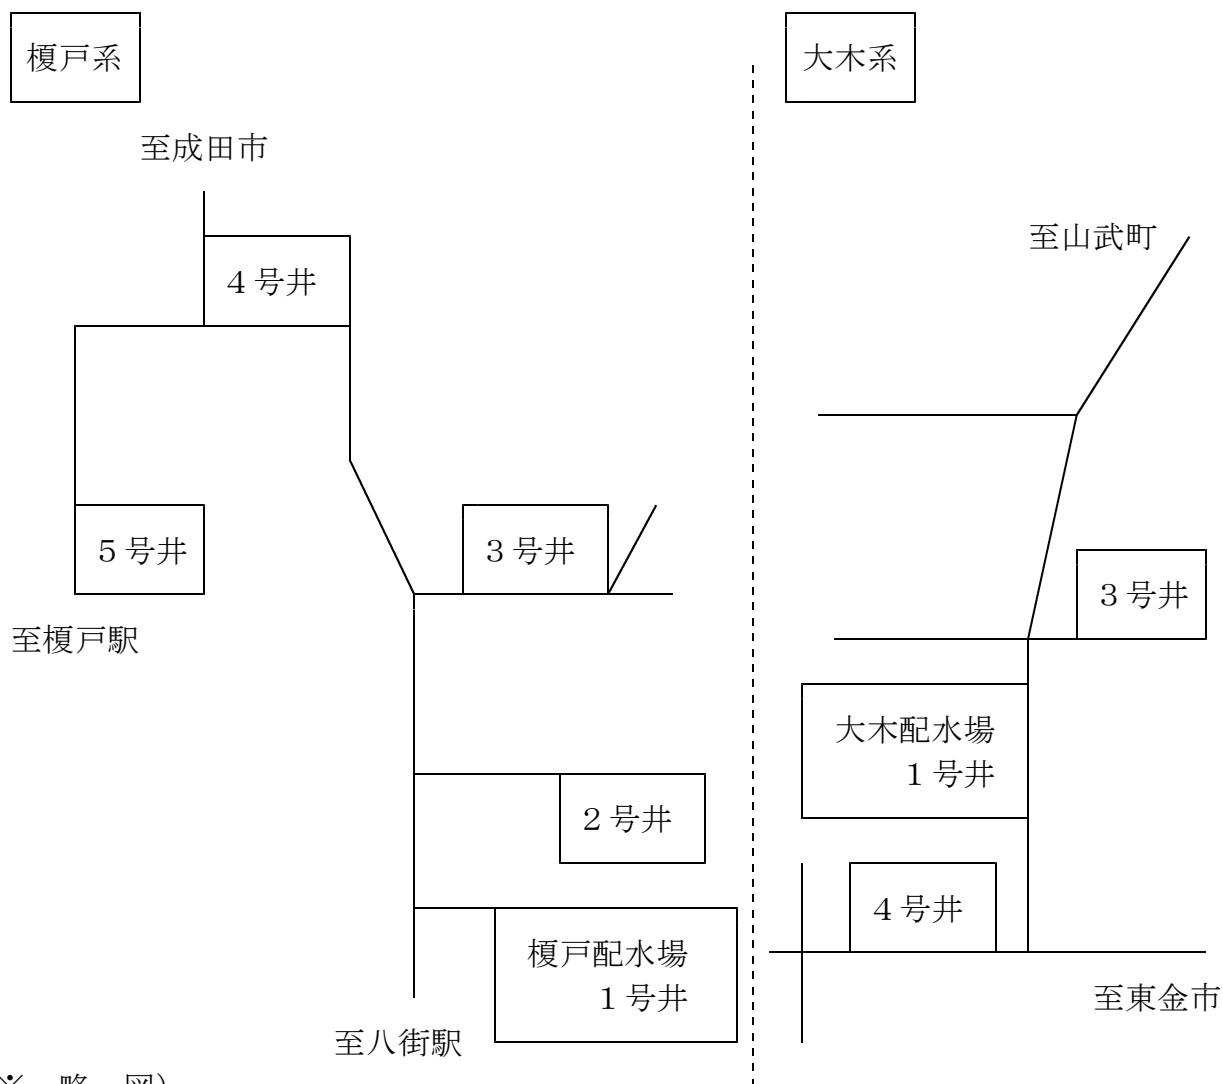 榎戸系
至成田市
４号井
５号井
３号井
至榎戸駅
２号井
榎戸配水場
１号井
至八街駅
大木系
至山武町
３号井
大木配水場
１号井
４号井
至東金市
※　略　図）